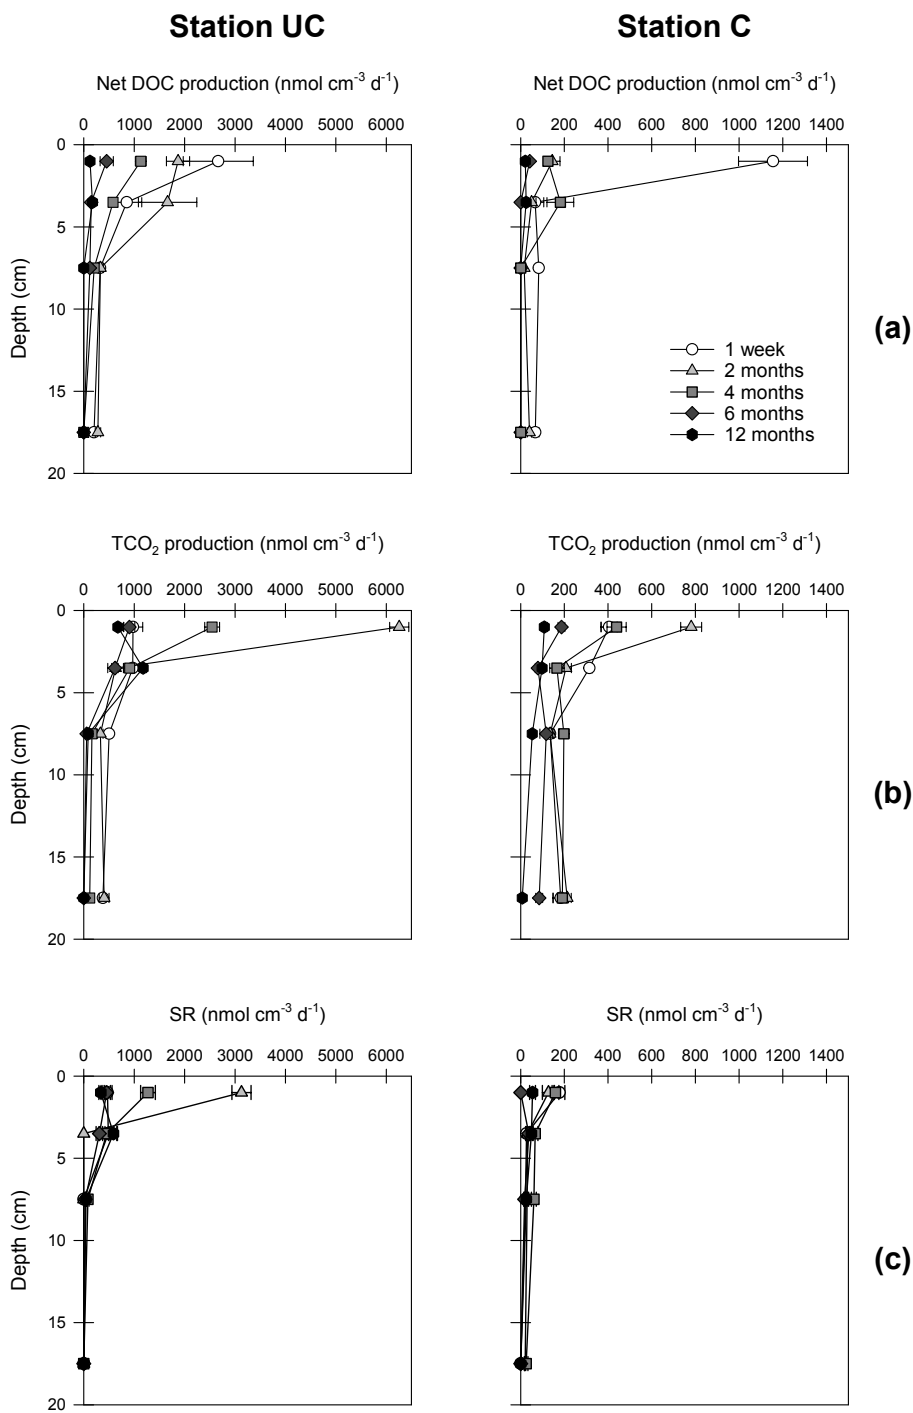 Station UC
Station C
Net DOC production (nmol cm⁻³ d⁻¹)
Net DOC production (nmol cm⁻³ d⁻¹)
0 1000 2000 3000 4000 5000 6000
0 200 400 600 800 1000 1200 1400
0
5
10
15
20
Depth (cm)
1 week
2 months
4 months
6 months
12 months
(a)
TCO₂ production (nmol cm⁻³ d⁻¹)
TCO₂ production (nmol cm⁻³ d⁻¹)
0 1000 2000 3000 4000 5000 6000
0 200 400 600 800 1000 1200 1400
0
5
10
15
20
Depth (cm)
(b)
SR (nmol cm⁻³ d⁻¹)
SR (nmol cm⁻³ d⁻¹)
0 1000 2000 3000 4000 5000 6000
0 200 400 600 800 1000 1200 1400
0
5
10
15
20
Depth (cm)
(c)